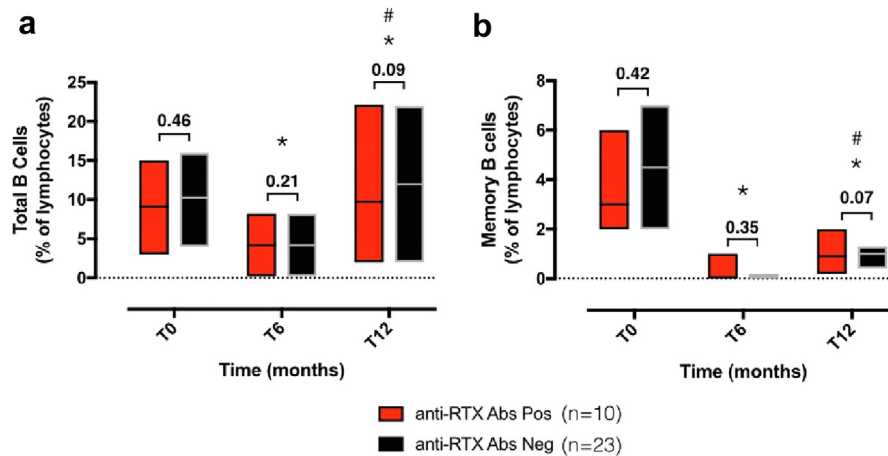 a
Total B Cells
(% of lymphocytes)
25
20
15
10
5
0
0.46
*
0.21
#
*
0.09
T0
T6
T12
Time (months)
b
Memory B cells
(% of lymphocytes)
8
6
4
2
0
0.42
*
0.35
#
*
0.07
T0
T6
T12
Time (months)
anti-RTX Abs Pos (n=10)
anti-RTX Abs Neg (n=23)